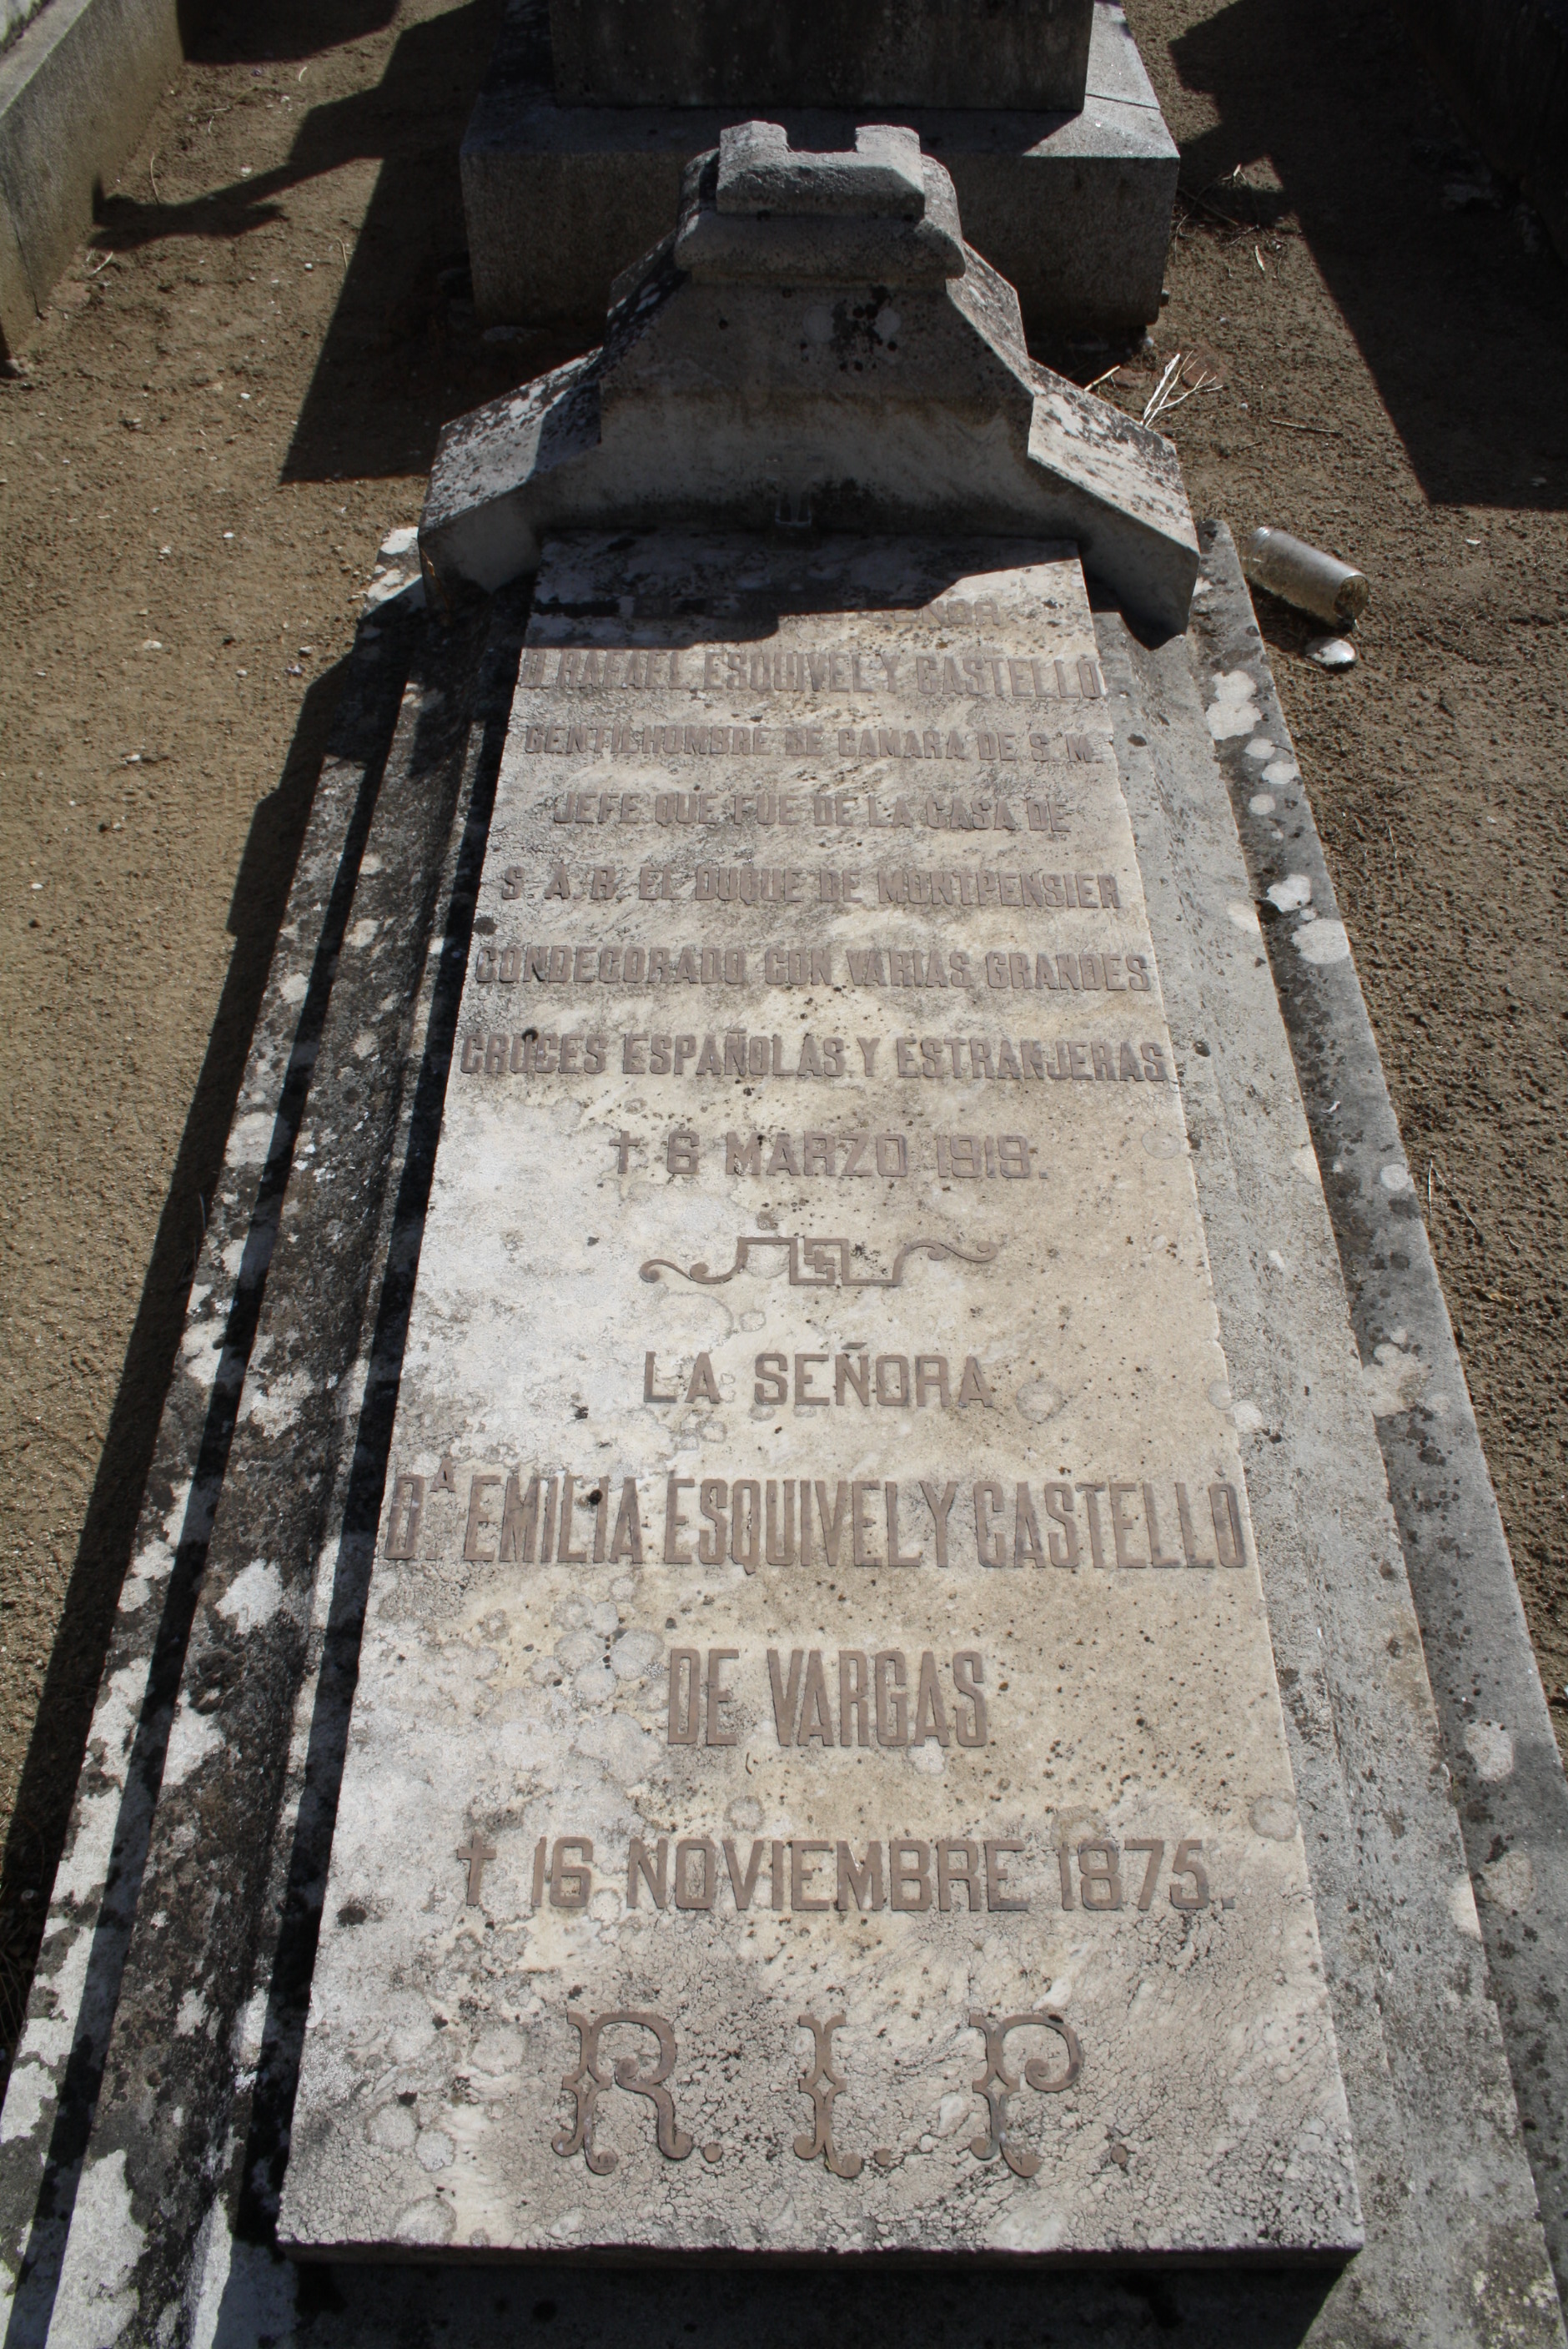 SEÑOR
D. RAFAEL ESQUIVEL Y CASTELLO
GENTILHOMBRE DE CAMARA DE S. M.
JEFE QUE FUE DE LA CASA DE
S. A. R. EL DUQUE DE MONTPENSIER
CONDECORADO CON VARIAS GRANDES
CRUCES ESPAÑOLAS Y ESTRANJERAS
† 6 MARZO 1919.
LA SEÑORA
D.ᴬ EMILIA ESQUIVEL Y CASTELLO
DE VARGAS
† 16 NOVIEMBRE 1875.
R. I. P.